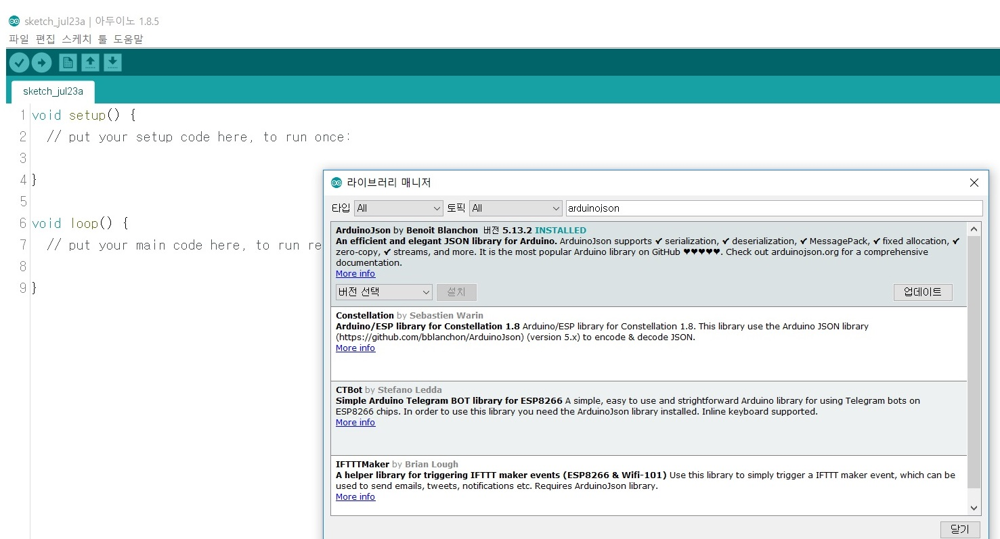 sketch_jul23a | 아두이노 1.8.5
파일 편집 스케치 툴 도움말
sketch_jul23a
1 void setup() {
2 // put your setup code here, to run once:
3
4 }
5
6 void loop() {
7 // put your main code here, to run re
8
9 }
라이브러리 매니저
타입 All 토픽 All arduinojson
ArduinoJson by Benoit Blanchon 버전 5.13.2 INSTALLED
An efficient and elegant JSON library for Arduino. ArduinoJson supports ✔ serialization, ✔ deserialization, ✔ MessagePack, ✔ fixed allocation, ✔
zero-copy, ✔ streams, and more. It is the most popular Arduino library on GitHub ♥♥♥♥♥. Check out arduinojson.org for a comprehensive
documentation.
More info
버전 선택 설치 업데이트
Constellation by Sebastien Warin
Arduino/ESP library for Constellation 1.8 Arduino/ESP library for Constellation 1.8. This library use the Arduino JSON library
(https://github.com/bblanchon/ArduinoJson) (version 5.x) to encode & decode JSON.
More info
CTBot by Stefano Ledda
Simple Arduino Telegram BOT library for ESP8266 A simple, easy to use and strightforward Arduino library for using Telegram bots on
ESP8266 chips. In order to use this library you need the ArduinoJson library installed. Inline keyboard supported.
More info
IFTTTMaker by Brian Lough
A helper library for triggering IFTTT maker events (ESP8266 & Wifi-101) Use this library to simply trigger a IFTTT maker event, which can be
used to send emails, tweets, notifications etc. Requires ArduinoJson library.
More info
닫기